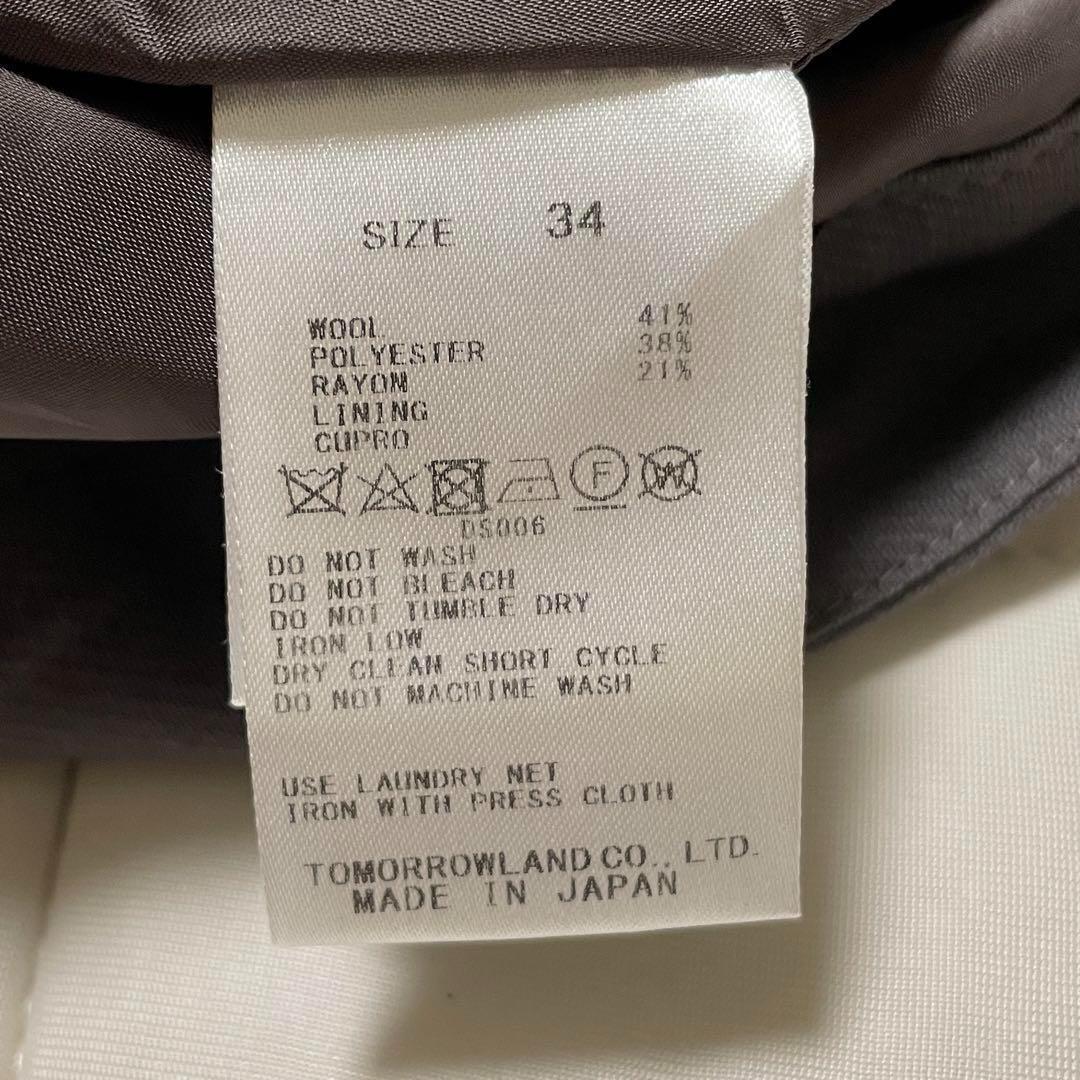 SIZE 34
WOOL 41%
POLYESTER 38%
RAYON 21%
LINING
CUPRO
F W
DS006
DO NOT WASH
DO NOT BLEACH
DO NOT TUMBLE DRY
IRON LOW
DRY CLEAN SHORT CYCLE
DO NOT MACHINE WASH
USE LAUNDRY NET
IRON WITH PRESS CLOTH
TOMORROWLAND CO., LTD.
MADE IN JAPAN